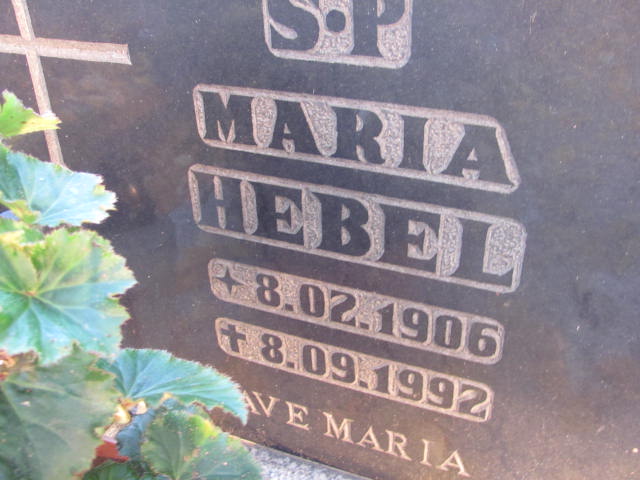 S.P
MARIA
HEBEL
✦ 8.02.1906
✝ 8.09.1992
AVE MARIA